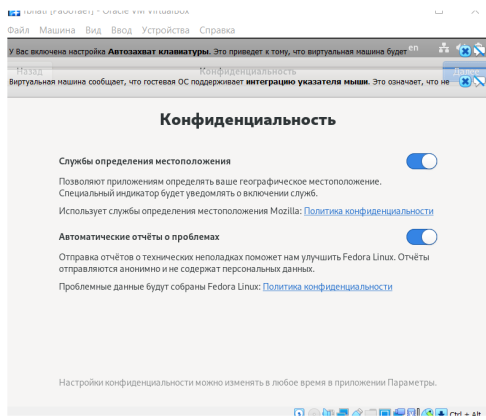 [Работает] - Oracle VM VirtualBox
Файл Машина Вид Ввод Устройства Справка
У Вас включена настройка Автозахват клавиатуры. Это приведет к тому, что виртуальная машина будет en
Назад Конфиденциальность Далее
Виртуальная машина сообщает, что гостевая ОС поддерживает интеграцию указателя мыши. Это означает, что не
Конфиденциальность
Службы определения местоположения
Позволяют приложениям определять ваше географическое местоположение.
Специальный индикатор будет уведомлять о включении служб.
Использует службы определения местоположения Mozilla: Политика конфиденциальности
Автоматические отчёты о проблемах
Отправка отчётов о технических неполадках поможет нам улучшить Fedora Linux. Отчёты
отправляются анонимно и не содержат персональных данных.
Проблемные данные будут собраны Fedora Linux: Политика конфиденциальности
Настройки конфиденциальности можно изменять в любое время в приложении Параметры.
Ctrl + Alt